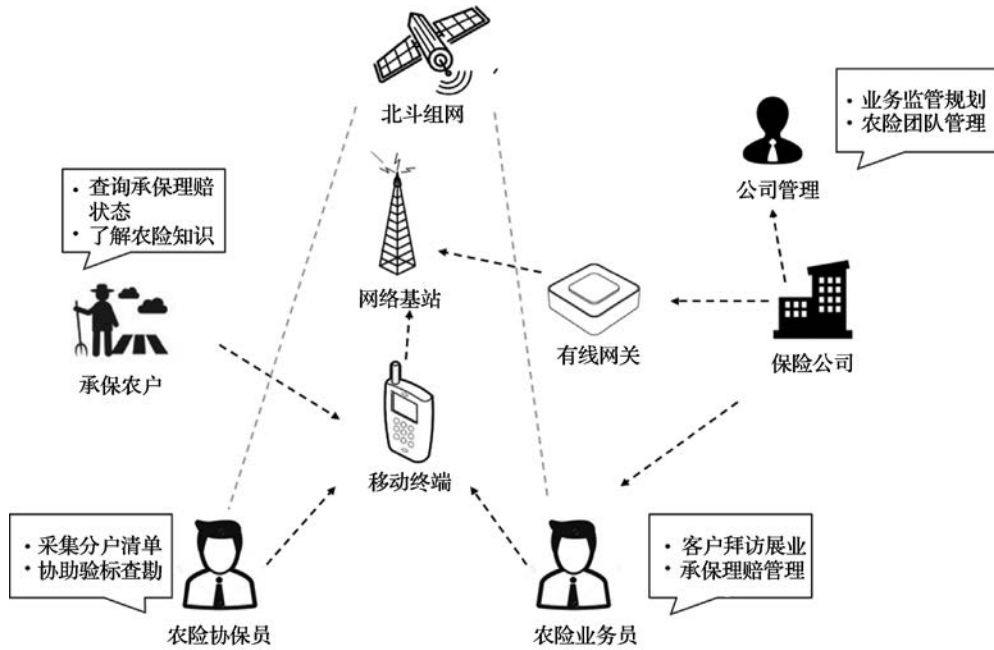 北斗组网
• 业务监管规划
• 农险团队管理
公司管理
• 查询承保理赔
状态
• 了解农险知识
网络基站
有线网关
保险公司
承保农户
移动终端
• 采集分户清单
• 协助验标查勘
农险协保员
• 客户拜访展业
• 承保理赔管理
农险业务员